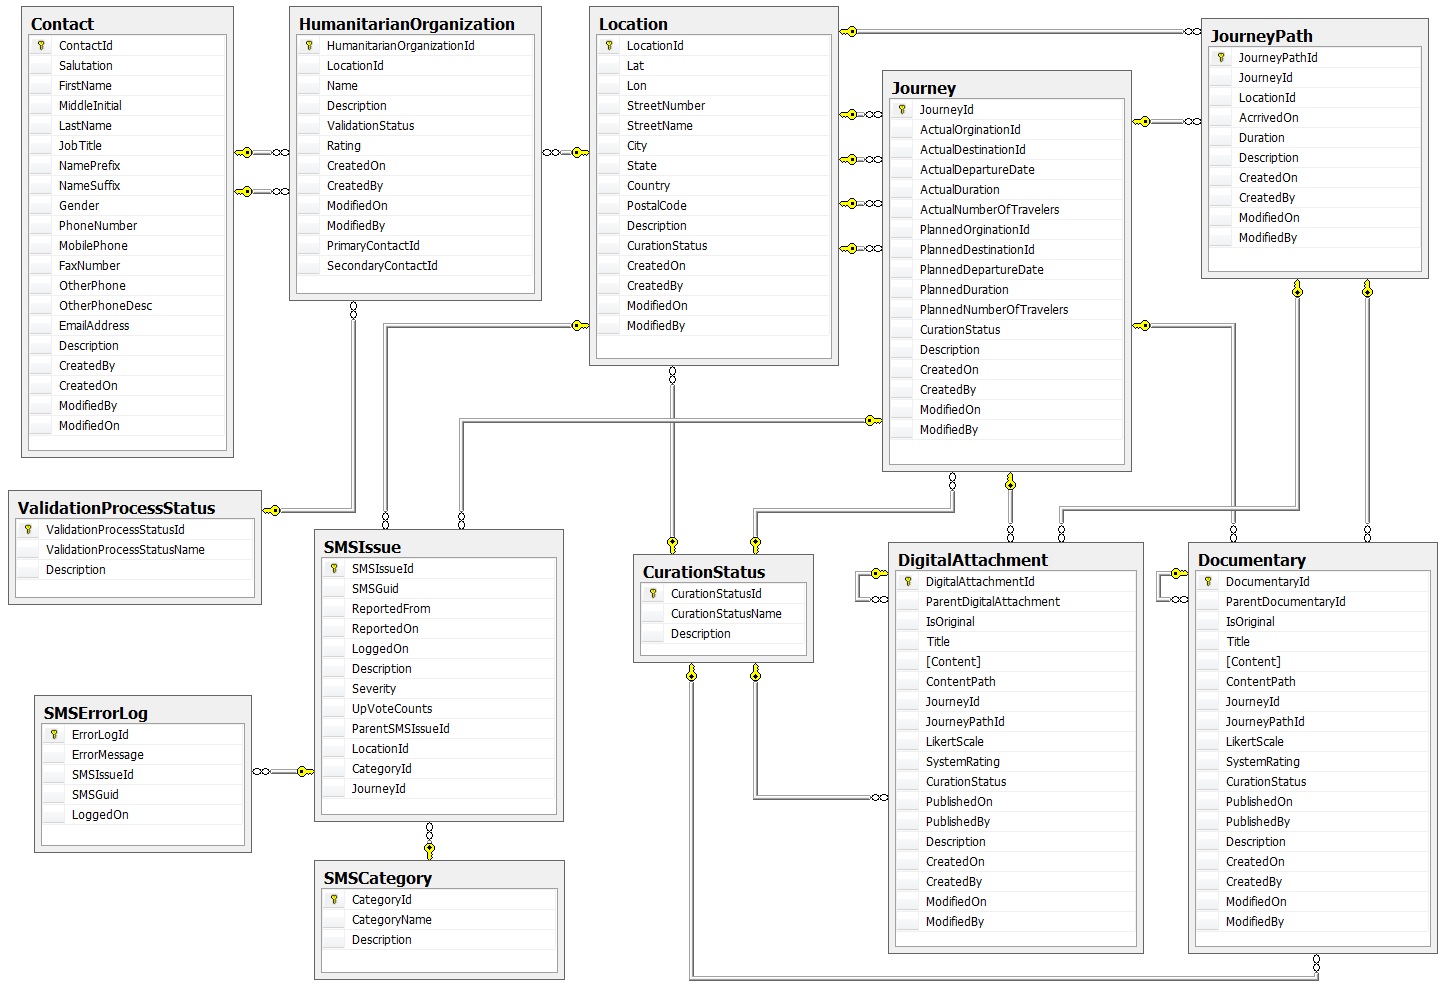 Contact
ContactId
Salutation
FirstName
MiddleInitial
LastName
JobTitle
NamePrefix
NameSuffix
Gender
PhoneNumber
MobilePhone
FaxNumber
OtherPhone
OtherPhoneDesc
EmailAddress
Description
CreatedBy
CreatedOn
ModifiedBy
ModifiedOn
HumanitarianOrganization
HumanitarianOrganizationId
LocationId
Name
Description
ValidationStatus
Rating
CreatedOn
CreatedBy
ModifiedOn
ModifiedBy
PrimaryContactId
SecondaryContactId
Location
LocationId
Lat
Lon
StreetNumber
StreetName
City
State
Country
PostalCode
Description
CurationStatus
CreatedOn
CreatedBy
ModifiedOn
ModifiedBy
Journey
JourneyId
ActualOrginationId
ActualDestinationId
ActualDepartureDate
ActualDuration
ActualNumberOfTravelers
PlannedOrginationId
PlannedDestinationId
PlannedDepartureDate
PlannedDuration
PlannedNumberOfTravelers
CurationStatus
Description
CreatedOn
CreatedBy
ModifiedOn
ModifiedBy
JourneyPath
JourneyPathId
JourneyId
LocationId
AcrrivedOn
Duration
Description
CreatedOn
CreatedBy
ModifiedOn
ModifiedBy
ValidationProcessStatus
ValidationProcessStatusId
ValidationProcessStatusName
Description
SMSIssue
SMSIssueId
SMSGuid
ReportedFrom
ReportedOn
LoggedOn
Description
Severity
UpVoteCounts
ParentSMSIssueId
LocationId
CategoryId
JourneyId
CurationStatus
CurationStatusId
CurationStatusName
Description
DigitalAttachment
DigitalAttachmentId
ParentDigitalAttachment
IsOriginal
Title
[Content]
ContentPath
JourneyId
JourneyPathId
LikertScale
SystemRating
CurationStatus
PublishedOn
PublishedBy
Description
CreatedOn
CreatedBy
ModifiedOn
ModifiedBy
Documentary
DocumentaryId
ParentDocumentaryId
IsOriginal
Title
[Content]
ContentPath
JourneyId
JourneyPathId
LikertScale
SystemRating
CurationStatus
PublishedOn
PublishedBy
Description
CreatedOn
CreatedBy
ModifiedOn
ModifiedBy
SMSErrorLog
ErrorLogId
ErrorMessage
SMSIssueId
SMSGuid
LoggedOn
SMSCategory
CategoryId
CategoryName
Description